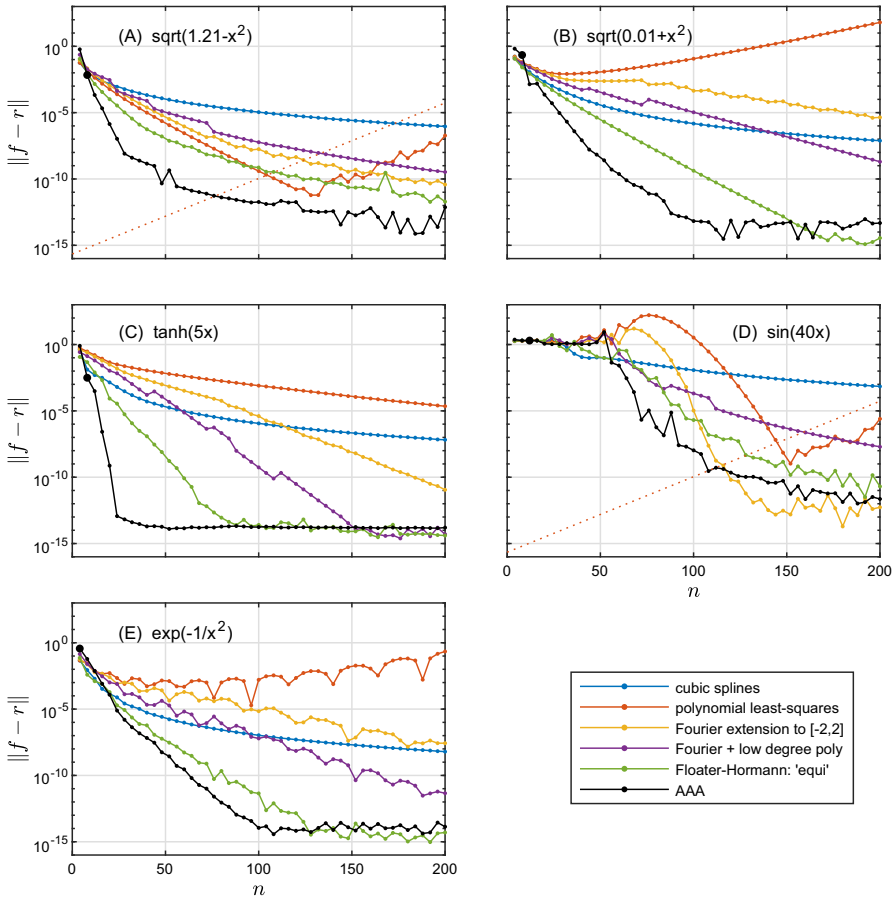 (A) sqrt(1.21-x²)
10⁰
10⁻⁵
10⁻¹⁰
10⁻¹⁵
‖f − r‖
(B) sqrt(0.01+x²)
(C) tanh(5x)
10⁰
10⁻⁵
10⁻¹⁰
10⁻¹⁵
‖f − r‖
(D) sin(40x)
0 50 100 150 200
n
(E) exp(-1/x²)
10⁰
10⁻⁵
10⁻¹⁰
10⁻¹⁵
‖f − r‖
0 50 100 150 200
n
cubic splines
polynomial least-squares
Fourier extension to [-2,2]
Fourier + low degree poly
Floater-Hormann: 'equi'
AAA